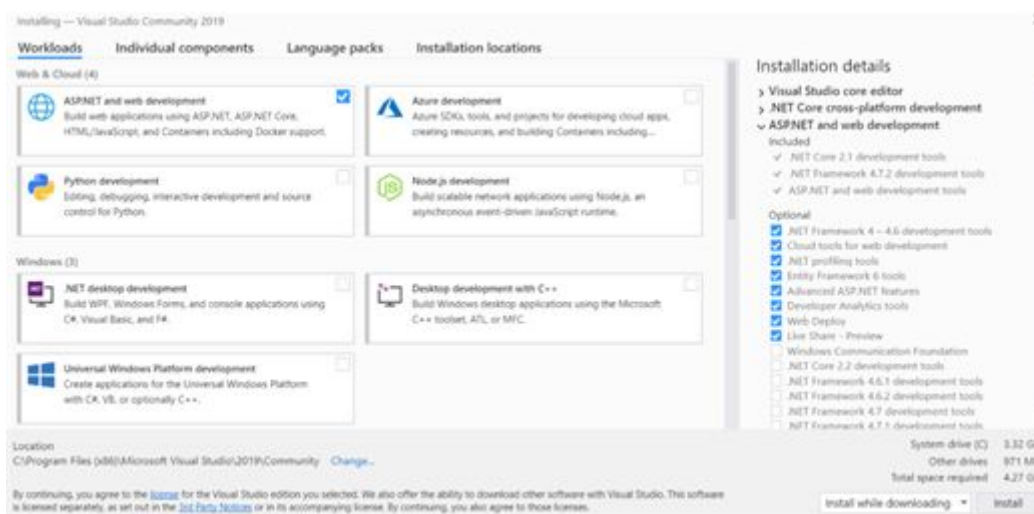 Installing — Visual Studio Community 2019
Workloads Individual components Language packs Installation locations
Web & Cloud (4)
ASP.NET and web development
Build web applications using ASP.NET, ASP.NET Core,
HTML/JavaScript, and Containers including Docker support.
Azure development
Azure SDKs, tools, and projects for developing cloud apps,
creating resources, and building Containers including...
Python development
Editing, debugging, interactive development and source
control for Python.
Node.js development
Build scalable network applications using Node.js, an
asynchronous event-driven JavaScript runtime.
Windows (3)
.NET desktop development
Build WPF, Windows Forms, and console applications using
C#, Visual Basic, and F#.
Desktop development with C++
Build Windows desktop applications using the Microsoft
C++ toolset, ATL, or MFC.
Universal Windows Platform development
Create applications for the Universal Windows Platform
with C#, VB, or optionally C++.
Installation details
Visual Studio core editor
.NET Core cross-platform development
ASP.NET and web development
Included
.NET Core 2.1 development tools
.NET Framework 4.7.2 development tools
ASP.NET and web development tools
Optional
.NET Framework 4 – 4.6 development tools
Cloud tools for web development
.NET profiling tools
Entity Framework 6 tools
Advanced ASP.NET features
Developer Analytics tools
Web Deploy
Live Share - Preview
Windows Communication Foundation
.NET Core 2.2 development tools
.NET Framework 4.6.1 development tools
.NET Framework 4.6.2 development tools
.NET Framework 4.7 development tools
.NET Framework 4.7.1 development tools
Location
C:\Program Files (x86)\Microsoft Visual Studio\2019\Community Change...
System drive (C) 3.32 G
Other drives 971 M
Total space required 4.27 G
By continuing, you agree to the license for the Visual Studio edition you selected. We also offer the ability to download other software with Visual Studio. This software
is licensed separately, as set out in the 3rd Party Notices or in its accompanying license. By continuing, you also agree to those licenses.
Install while downloading Install